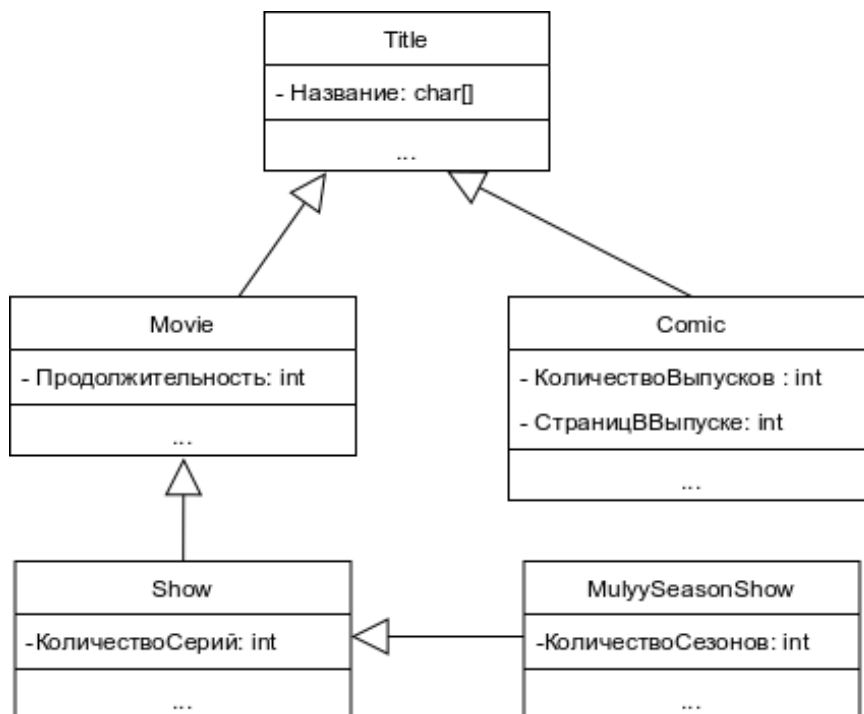 Title
- Название: char[]
...
Movie
- Продолжительность: int
...
Comic
- КоличествоВыпусков : int
- СтраницВВыпуске: int
...
Show
-КоличествоСерий: int
...
MulyySeasonShow
-КоличествоСезонов: int
...